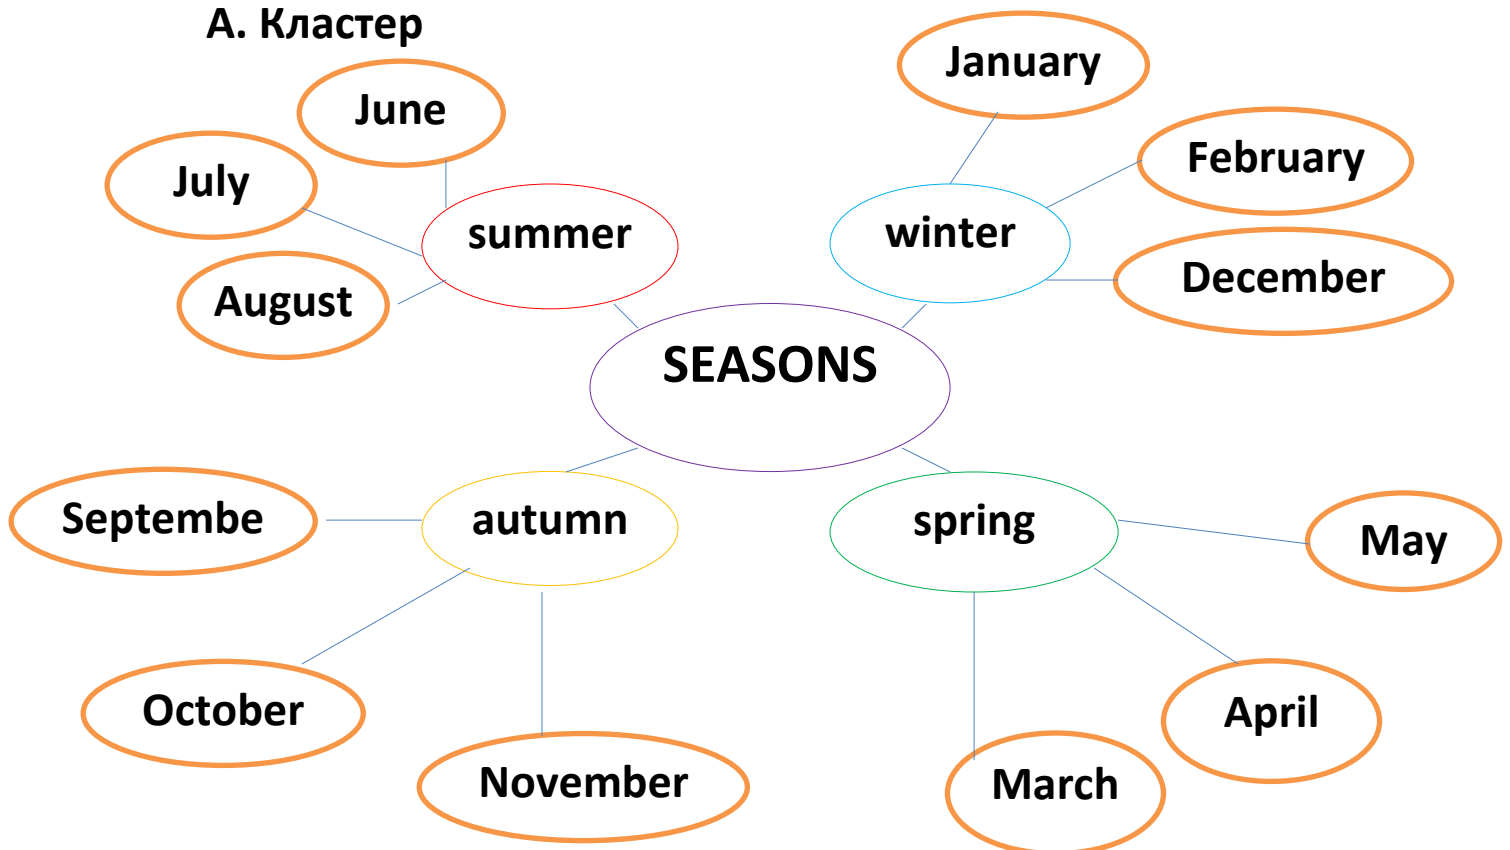 А. Кластер
January
June
February
July
summer
winter
December
August
SEASONS
Septembe
autumn
spring
May
October
April
November
March